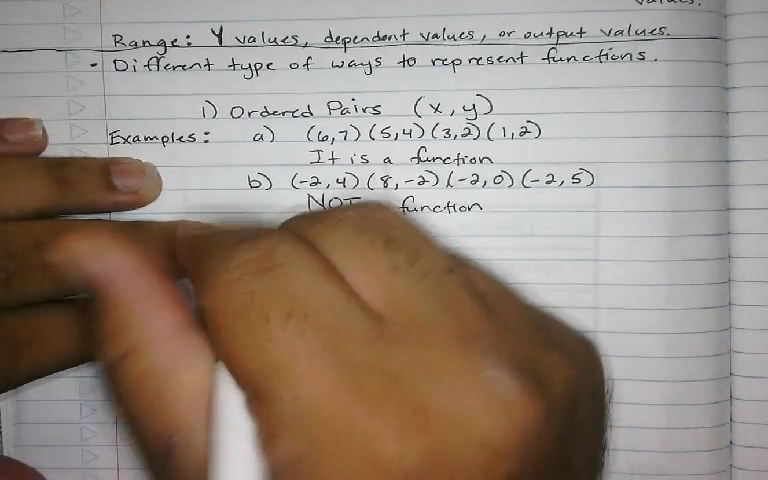 values.
Range: Y values, dependent values, or output values.
- Different type of ways to represent functions.
1) Ordered Pairs (x,y)
Examples: a) (6,7) (5,4) (3,2) (1,2)
It is a function
b) (-2,4) (8,-2) (-2,0) (-2,5)
NOT function